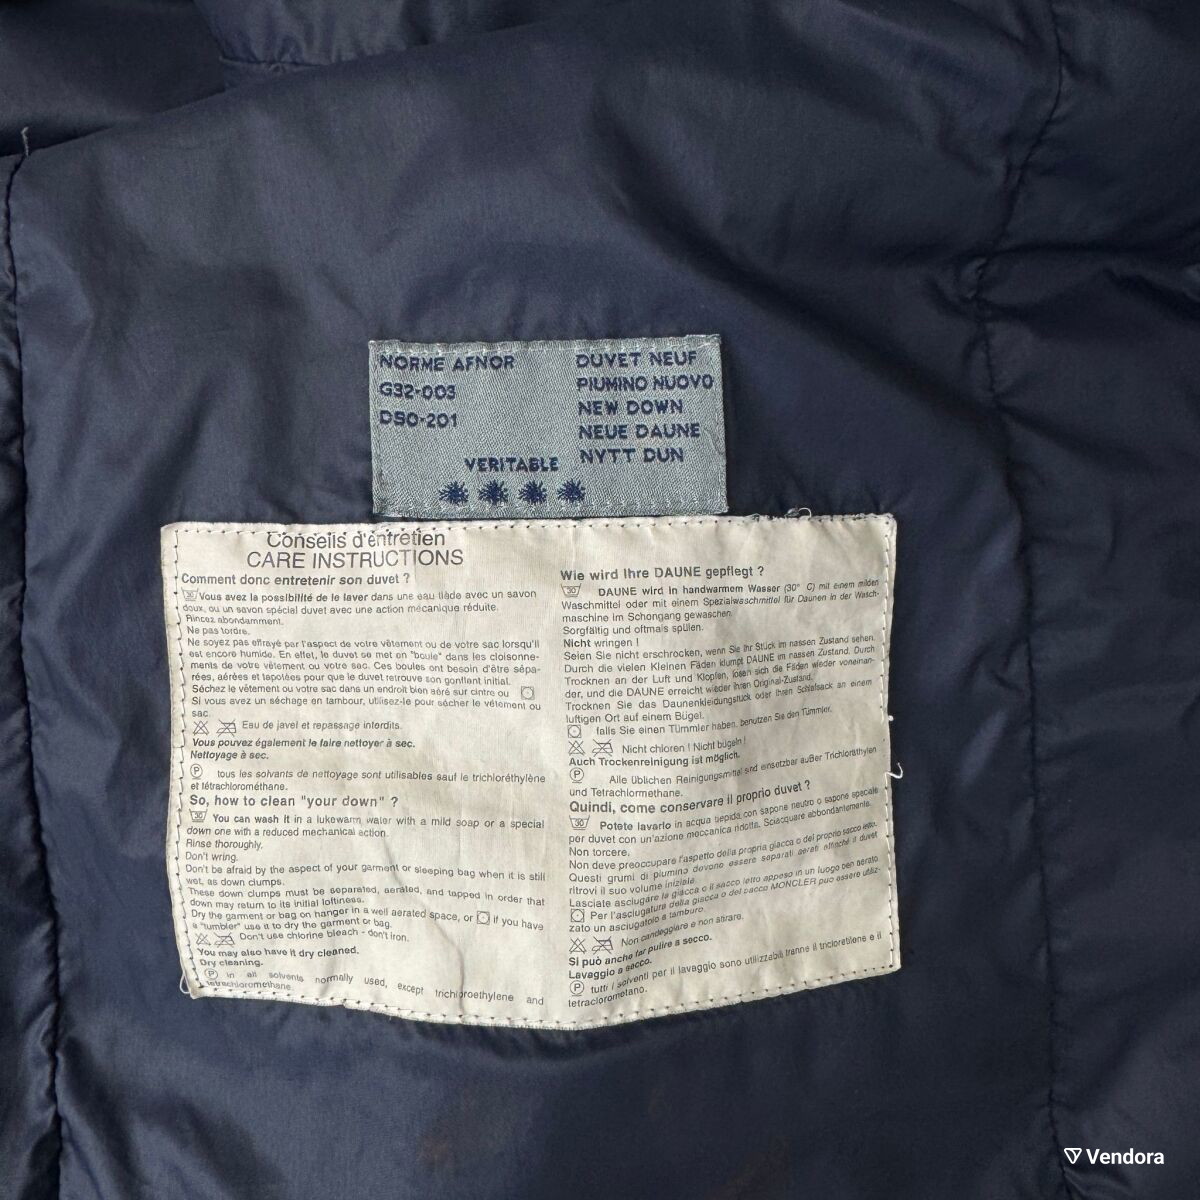 NORME AFNOR
G32-003
DS0-201
DUVET NEUF
PIUMINO NUOVO
NEW DOWN
NEUE DAUNE
NYTT DUN
VERITABLE
Conseils d'entretien
CARE INSTRUCTIONS
Comment donc entretenir son duvet ?
30 Vous avez la possibilité de le laver dans une eau tiède avec un savon
doux, ou un savon spécial duvet avec une action mécanique réduite.
Rincez abondamment.
Ne pas tordre.
Ne soyez pas effrayé par l'aspect de votre vêtement ou de votre sac lorsqu'il
est encore humide. En effet, le duvet se met en "boule" dans les cloisonne-
ments de votre vêtement ou votre sac. Ces boules ont besoin d'être sépa-
rées, aérées et tapotées pour que le duvet retrouve son gonflant initial.
Séchez le vêtement ou votre sac dans un endroit bien aéré sur cintre ou
Si vous avez un séchage en tambour, utilisez-le pour sécher le vêtement ou
sac.
Eau de javel et repassage interdits.
Vous pouvez également le faire nettoyer à sec.
Nettoyage à sec.
P tous les solvants de nettoyage sont utilisables sauf le trichloréthylène
et tétrachlorométhane.
So, how to clean "your down" ?
30 You can wash it in a lukewarm water with a mild soap or a special
down one with a reduced mechanical action.
Rinse thoroughly.
Don't wring.
Don't be afraid by the aspect of your garment or sleeping bag when it is still
wet, as down clumps.
These down clumps must be separated, aerated, and tapped in order that
down may return to its initial loftiness.
Dry the garment or bag on hanger in a well aerated space, or if you have
a "tumbler" use it to dry the garment or bag.
Don't use chlorine bleach - don't iron.
You may also have it dry cleaned.
Dry cleaning.
P in all solvents normally used, except trichloroethylene and
tetrachloromethane.
Wie wird Ihre DAUNE gepflegt ?
30 DAUNE wird in handwarmem Wasser (30° C) mit einem milden
Waschmittel oder mit einem Spezialwaschmittel für Daunen in der Wasch-
maschine im Schongang gewaschen.
Sorgfältig und oftmals spülen.
Nicht wringen !
Seien Sie nicht erschrocken, wenn Sie Ihr Stück im nassen Zustand sehen.
Durch die vielen Kleinen Fäden klumpt DAUNE im nassen Zustand. Durch
Trocknen an der Luft und Klopfen, lösen sich die Fäden wieder voneinan-
der, und die DAUNE erreicht wieder ihren Original-Zustand.
Trocknen Sie das Daunenkleidungstück oder Ihren Schlafsack an einem
luftigen Ort auf einem Bügel.
falls Sie einen Tümmler haben, benutzen Sie den Tümmler.
Nicht chloren ! Nicht bügeln !
Auch Trockenreinigung ist möglich.
P Alle üblichen Reinigungsmittel sind einsetzbar außer Trichloräthylen
und Tetrachlormethane.
Quindi, come conservare il proprio duvet ?
30 Potete lavarlo in acqua tiepida con sapone neutro o sapone speciale
per duvet con un'azione meccanica ridotta. Sciacquare abbondantemente.
Non torcere.
Non deve preoccupare l'aspetto della propria giacca o del proprio sacco letto.
Questi grumi di piumino devono essere separati aerati affinché il duvet
ritrovi il suo volume iniziale.
Lasciate asciugare la giacca o il sacco letto appeso in un luogo ben aerato.
Per l'asciugatura della giacca o del sacco MONCLER può essere utiliz-
zato un asciugatoio a tamburo.
Non candeggiare e non stirare.
Si può anche far pulire a secco.
Lavaggio a secco.
P tutti i solventi per il lavaggio sono utilizzabili tranne il tricloretilene e il
tetraclorometano.
Vendora